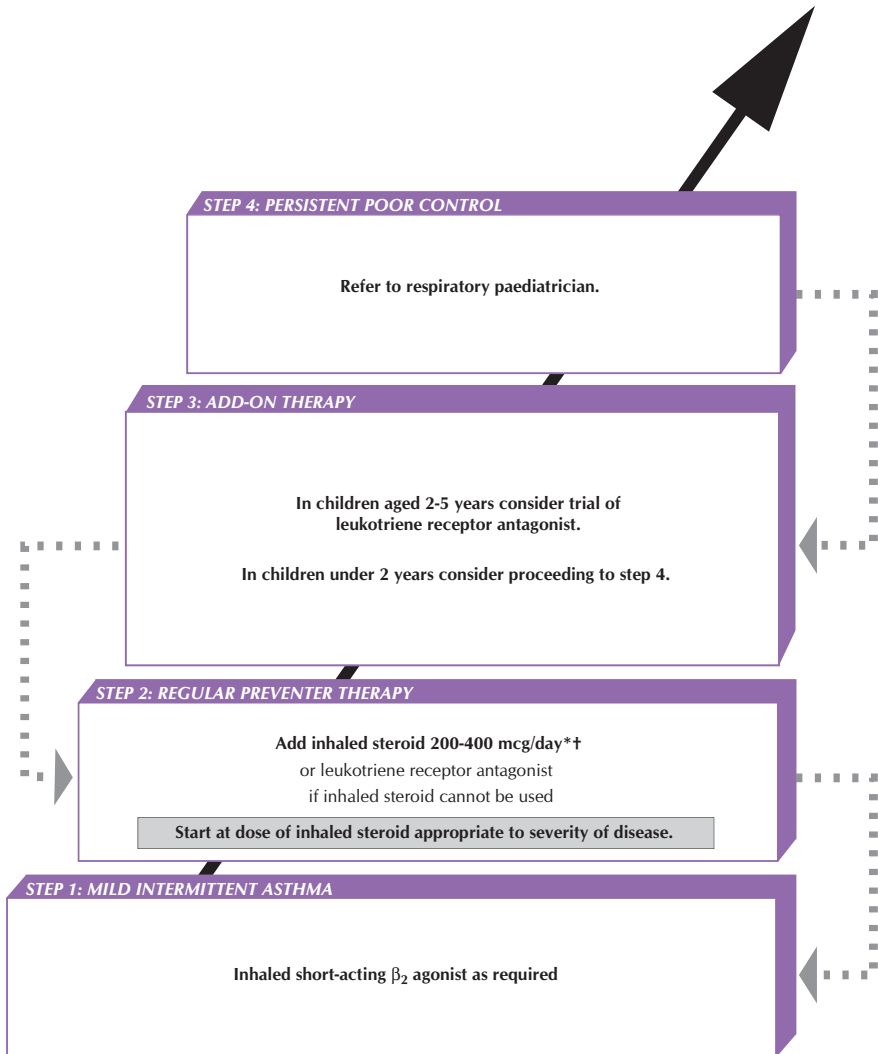 STEP 4: PERSISTENT POOR CONTROL
Refer to respiratory paediatrician.
STEP 3: ADD-ON THERAPY
In children aged 2-5 years consider trial of
leukotriene receptor antagonist.
In children under 2 years consider proceeding to step 4.
STEP 2: REGULAR PREVENTER THERAPY
Add inhaled steroid 200-400 mcg/day*†
or leukotriene receptor antagonist
if inhaled steroid cannot be used
Start at dose of inhaled steroid appropriate to severity of disease.
STEP 1: MILD INTERMITTENT ASTHMA
Inhaled short-acting β₂ agonist as required